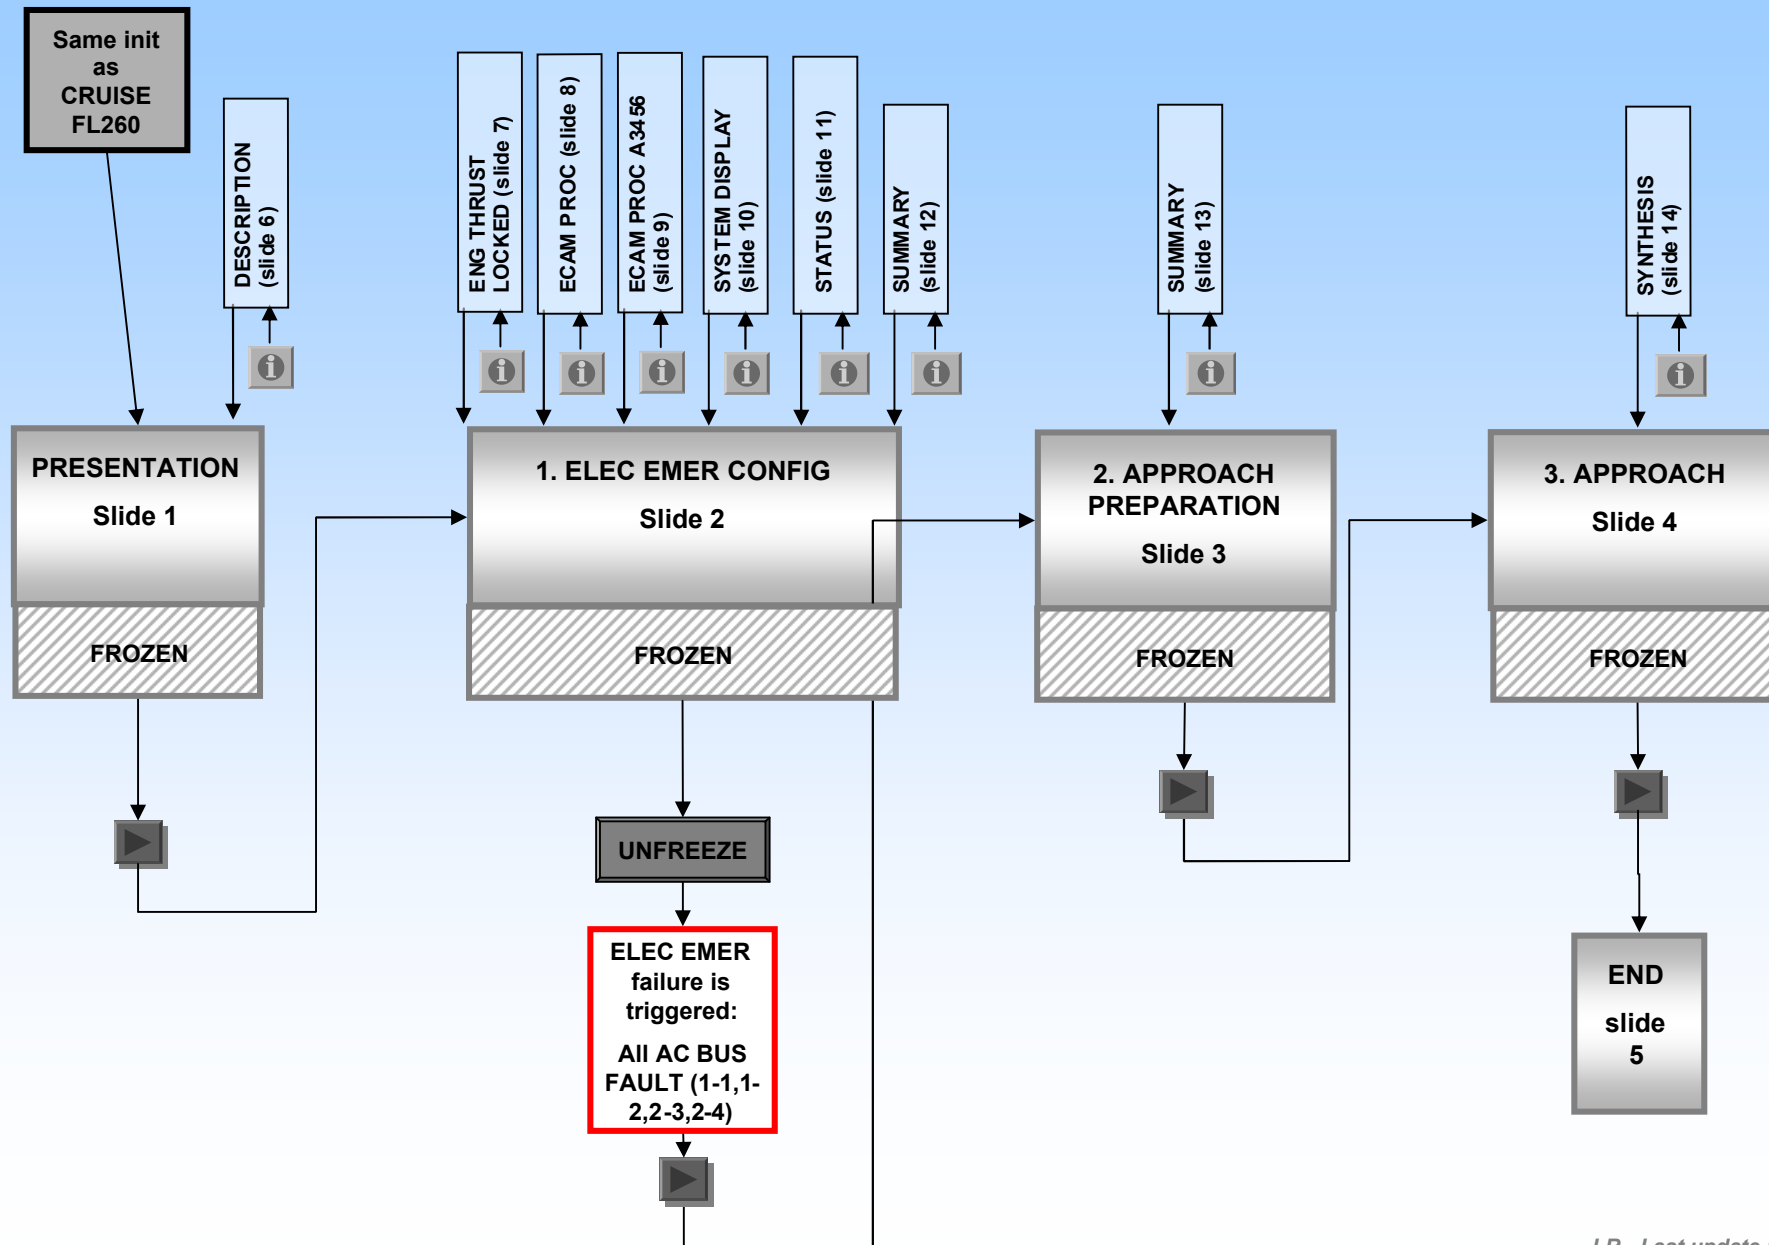 Same init
as
CRUISE
FL260
DESCRIPTION
(slide 6)
ENG THRUST
LOCKED (slide 7)
ECAM PROC (slide 8)
ECAM PROC A3456
(slide 9)
SYSTEM DISPLAY
(slide 10)
STATUS (slide 11)
SUMMARY
(slide 12)
SUMMARY
(slide 13)
SYNTHESIS
(slide 14)
PRESENTATION
Slide 1
FROZEN
1. ELEC EMER CONFIG
Slide 2
FROZEN
2. APPROACH
PREPARATION
Slide 3
FROZEN
3. APPROACH
Slide 4
FROZEN
UNFREEZE
ELEC EMER
failure is
triggered:
All AC BUS
FAULT (1-1,1-
2,2-3,2-4)
END
slide
5